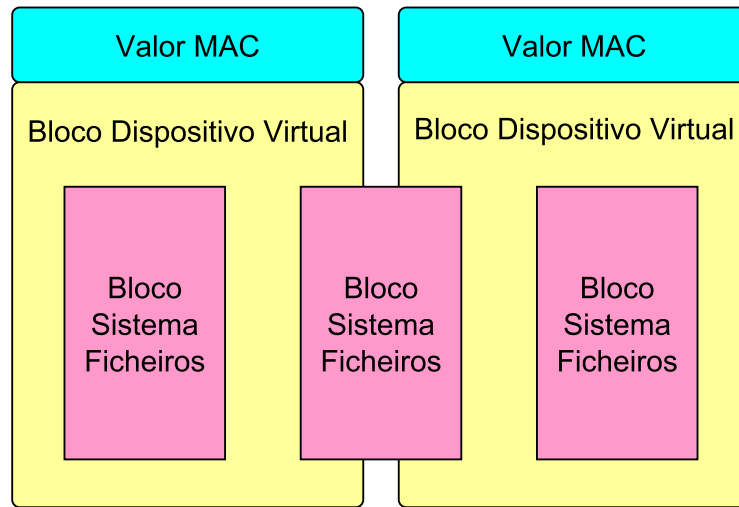 Valor MAC
Valor MAC
Bloco Dispositivo Virtual
Bloco Dispositivo Virtual
Bloco
Sistema
Ficheiros
Bloco
Sistema
Ficheiros
Bloco
Sistema
Ficheiros